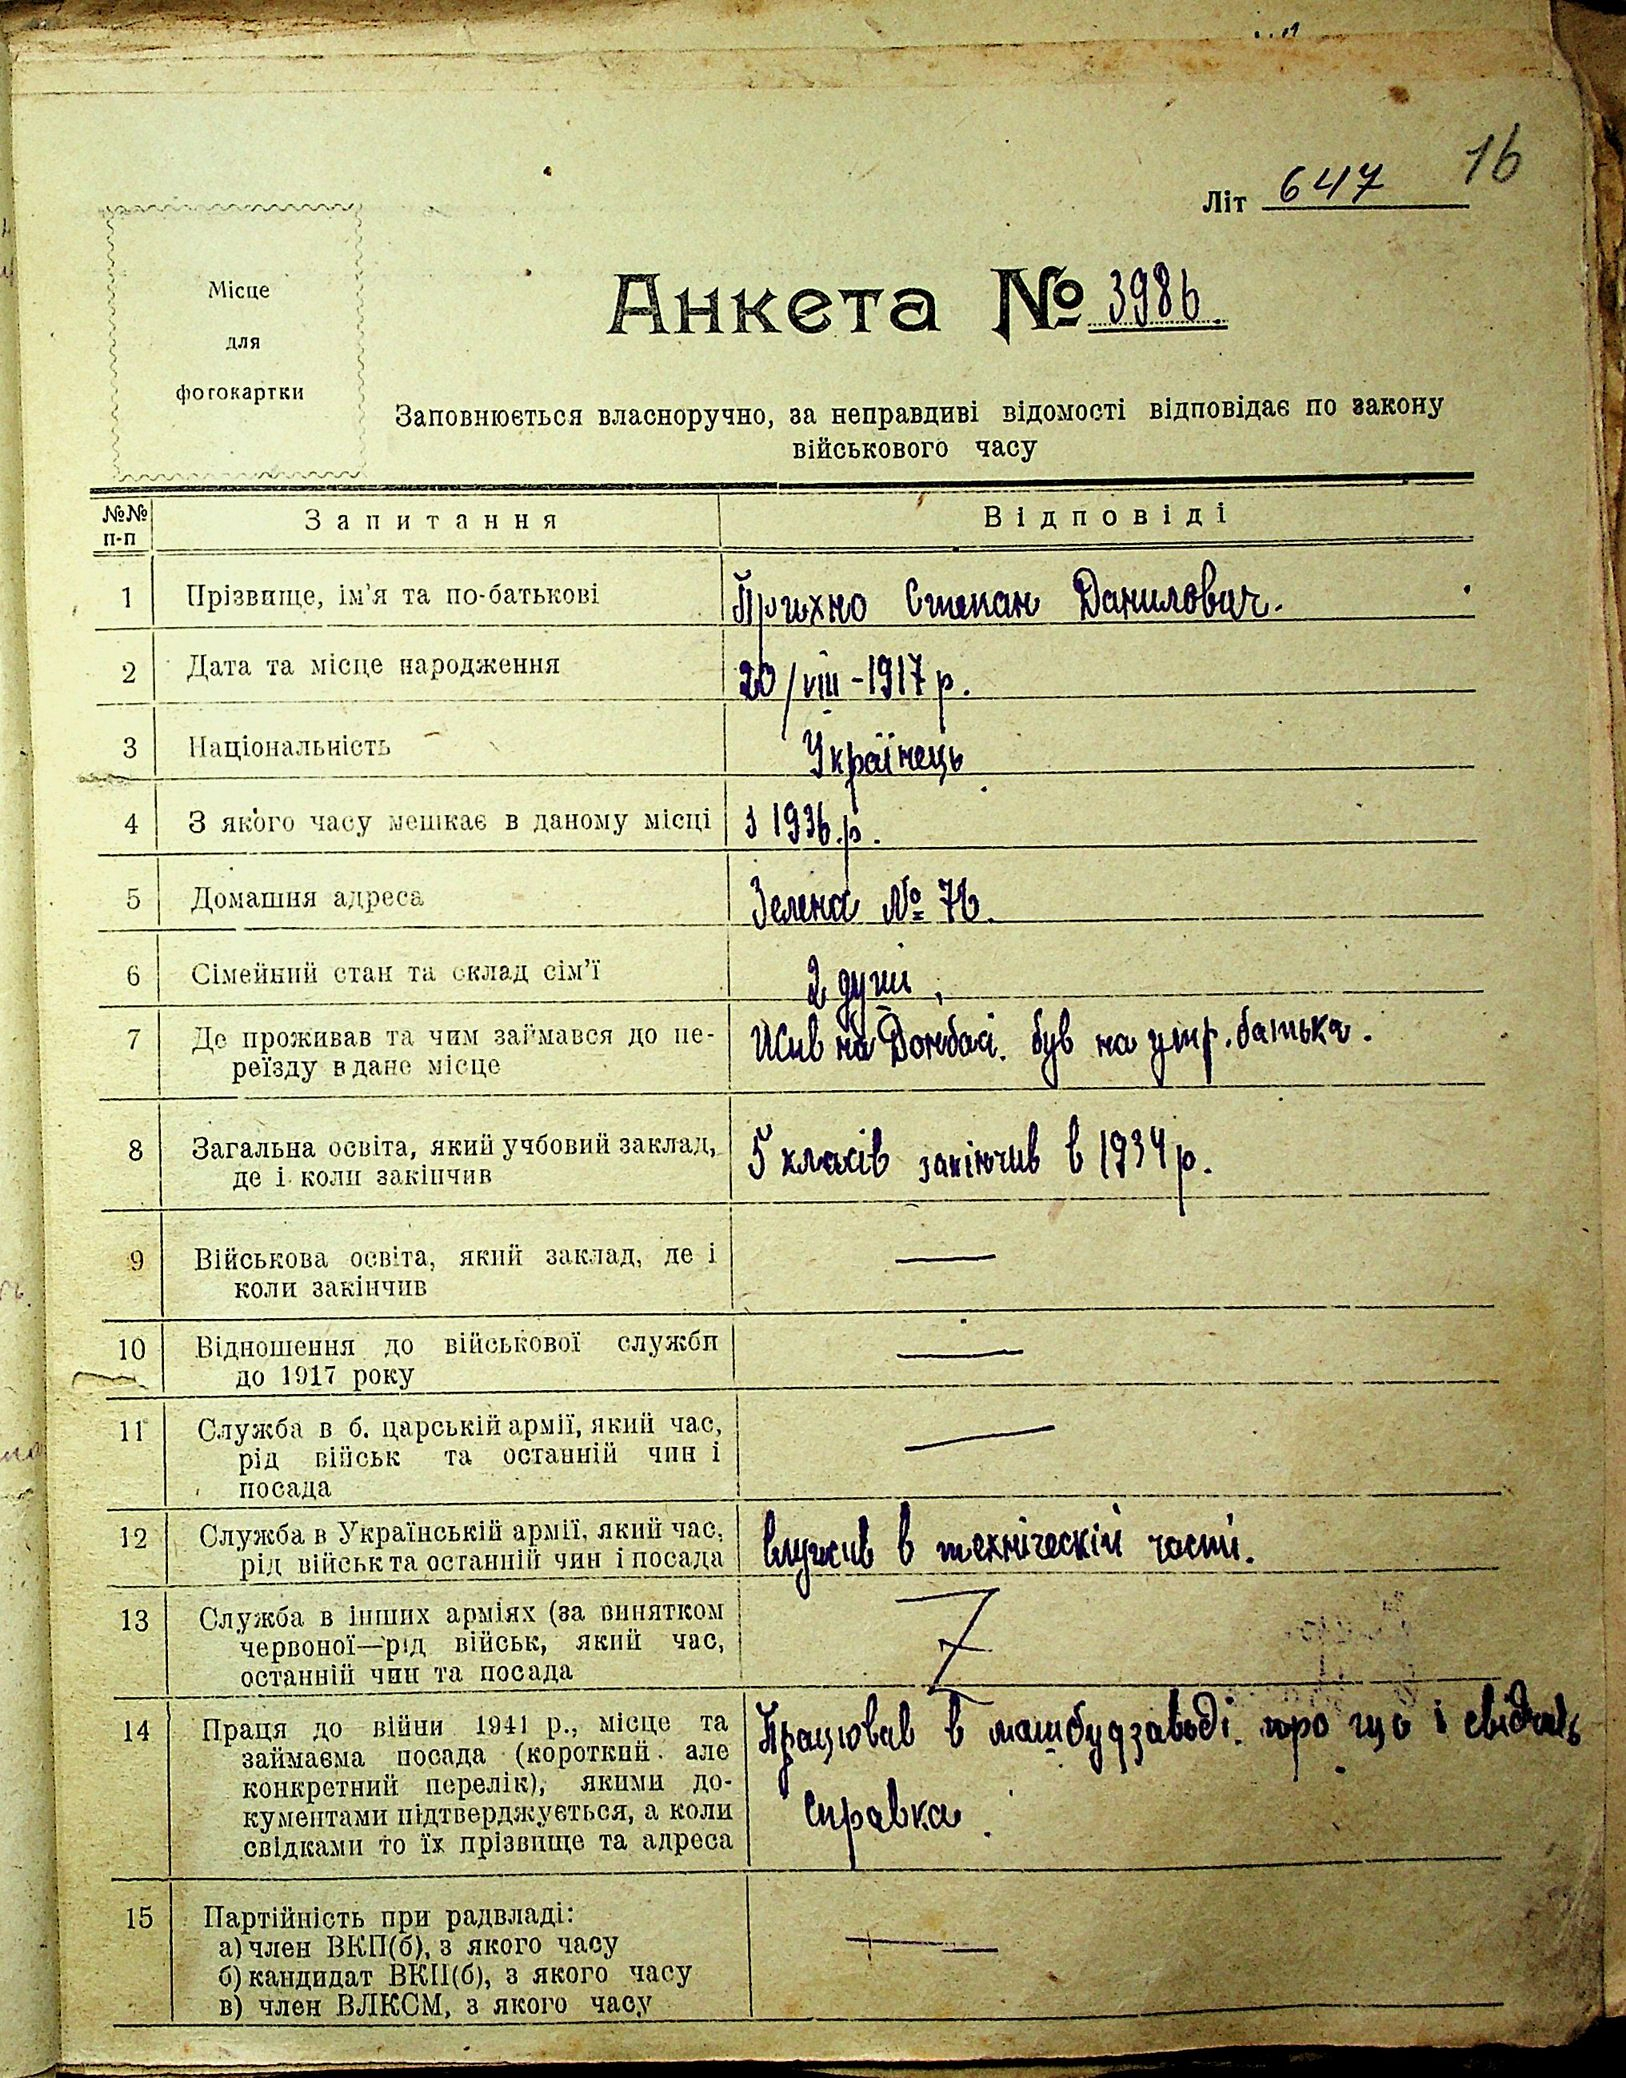 16
Літ 647
Місце
для
фотокартки
Анкета № 3986.
Заповнюється власноручно, за неправдиві відомості відповідає по закону
військового часу
№№ п-п Запитання Відповіді
1 Прізвище, ім'я та по-батькові Прихно Степан Данилович.
2 Дата та місце народження 20/VIII - 1917 р.
3 Національність Українець
4 З якого часу мешкає в даному місці з 1936.р.
5 Домашня адреса Зелена № 76.
6 Сімейний стан та склад сім'ї 2 душі,
7 Де проживав та чим займався до пе- Жив на Донбасі. був на утр. батька.
реїзду в дане місце
8 Загальна освіта, який учбовий заклад, 5 класів закінчив в 1934 р.
де і коли закінчив
9 Військова освіта, який заклад, де і —
коли закінчив
10 Відношення до військової служби —
до 1917 року
11 Служба в б. царській армії, який час, —
рід військ та останній чин і
посада
12 Служба в Українській армії, який час, служив в техніческій часті.
рід військ та останній чин і посада
13 Служба в інших арміях (за винятком
червоної—рід військ, який час,
останній чин та посада
14 Праця до війни 1941 р., місце та Працював в машбудзаводі. про що і свідчить
займаєма посада (короткий. але справка.
конкретний перелік), якими до-
кументами підтверджується, а коли
свідками то їх прізвище та адреса
15 Партійність при радвладі: —
а) член ВКП(б), з якого часу
б) кандидат ВКП(б), з якого часу
в) член ВЛКСМ, з якого часу